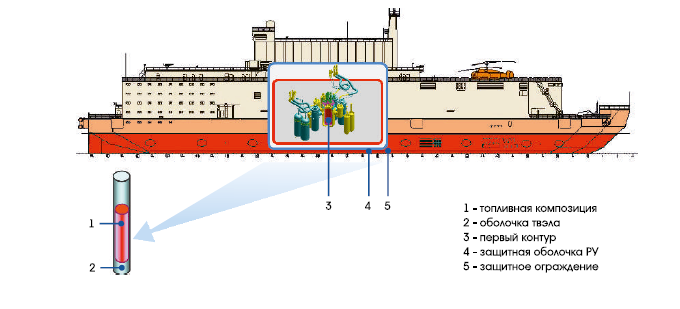 3
4
5
1
2
1 - топливная композиция
2 - оболочка твэла
3 - первый контур
4 - защитная оболочка РУ
5 - защитное ограждение